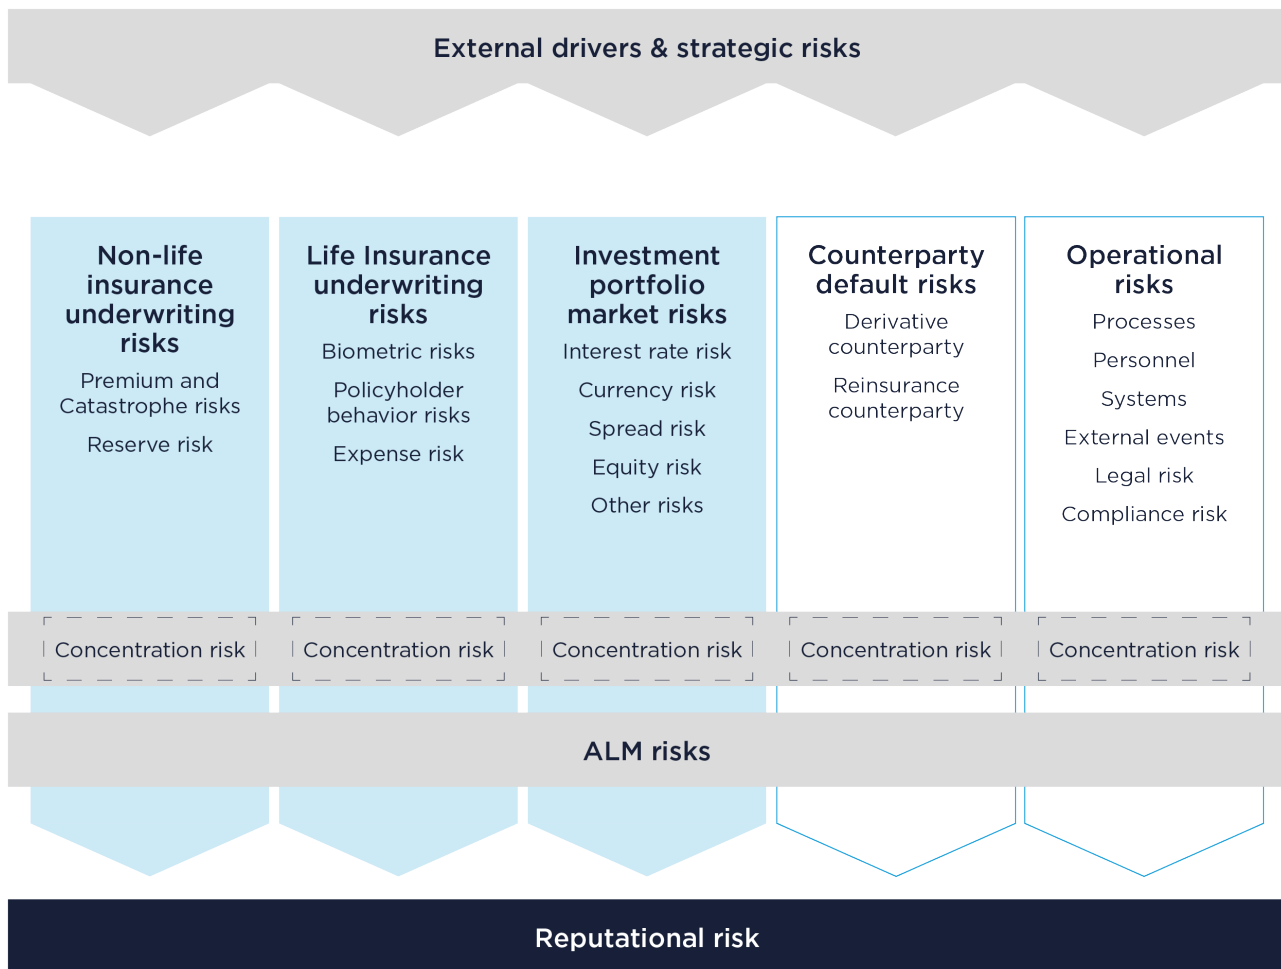 External drivers & strategic risks
Non-life
insurance
underwriting
risks
Premium and
Catastrophe risks
Reserve risk
Life Insurance
underwriting
risks
Biometric risks
Policyholder
behavior risks
Expense risk
Investment
portfolio
market risks
Interest rate risk
Currency risk
Spread risk
Equity risk
Other risks
Counterparty
default risks
Derivative
counterparty
Reinsurance
counterparty
Operational
risks
Processes
Personnel
Systems
External events
Legal risk
Compliance risk
Concentration risk
Concentration risk
Concentration risk
Concentration risk
Concentration risk
ALM risks
Reputational risk